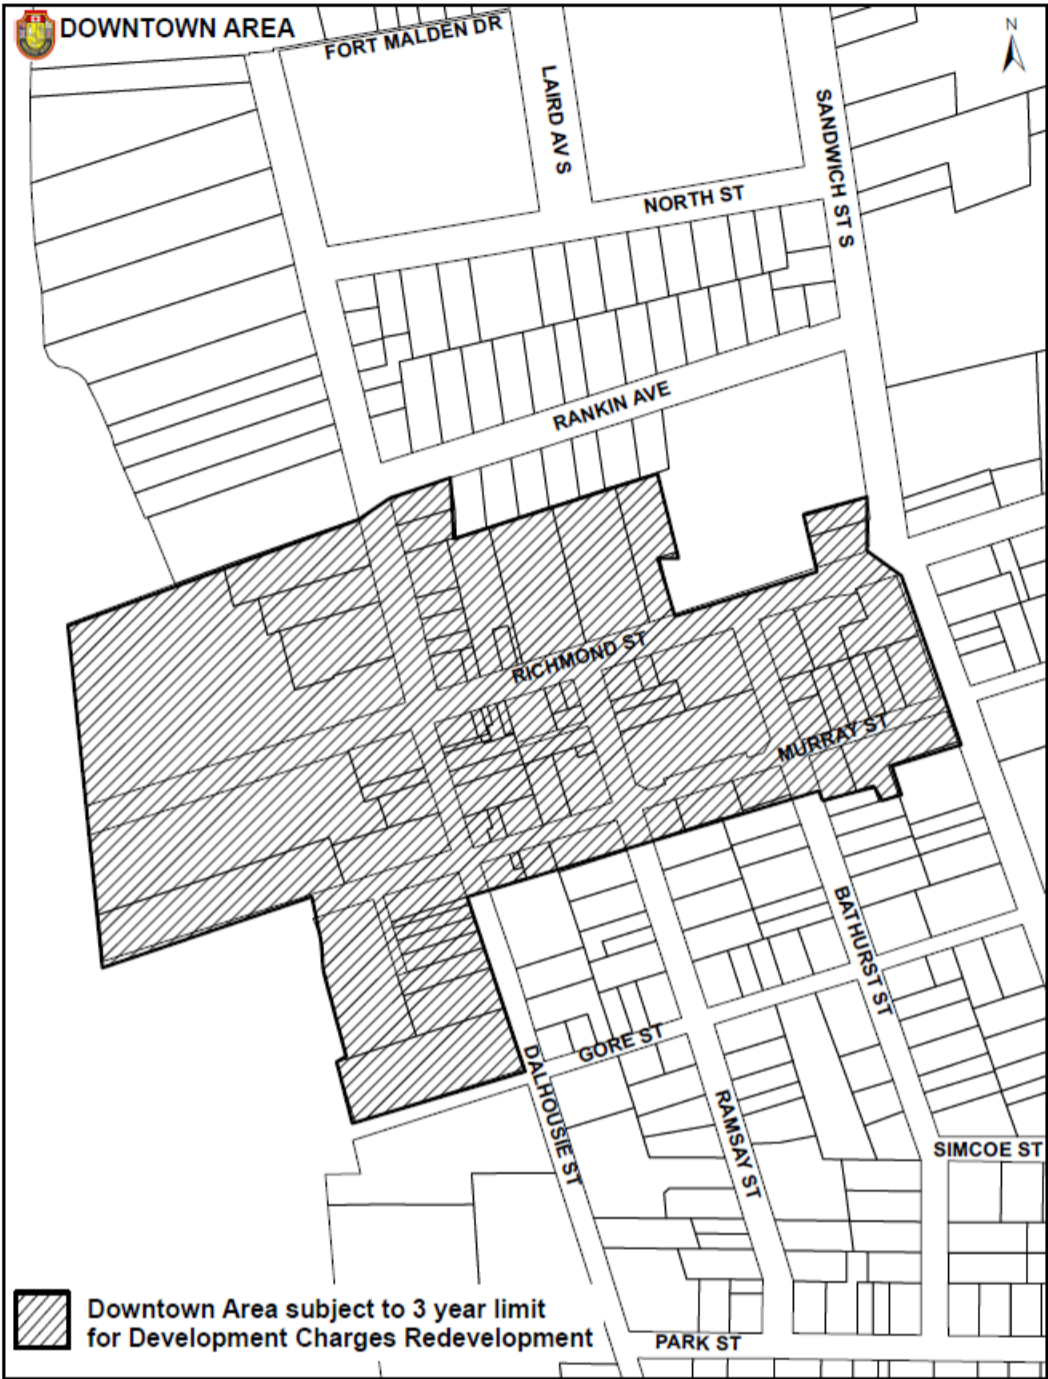 DOWNTOWN AREA
N
FORT MALDEN DR
LAIRD AV S
SANDWICH ST S
NORTH ST
RANKIN AVE
RICHMOND ST
MURRAY ST
BATHURST ST
GORE ST
DALHOUSIE ST
RAMSAY ST
SIMCOE ST
Downtown Area subject to 3 year limit
for Development Charges Redevelopment
PARK ST